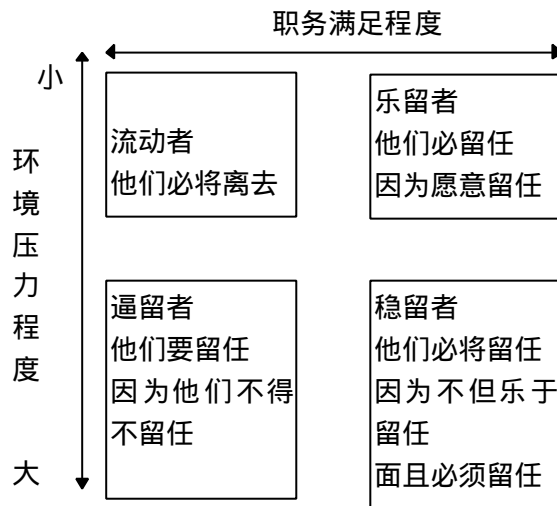 职务满足程度
小
环境压力程度
大
流动者
他们必将离去
乐留者
他们必留任
因为愿意留任
逼留者
他们要留任
因为他们不得
不留任
稳留者
他们必将留任
因为不但乐于
留任
面且必须留任